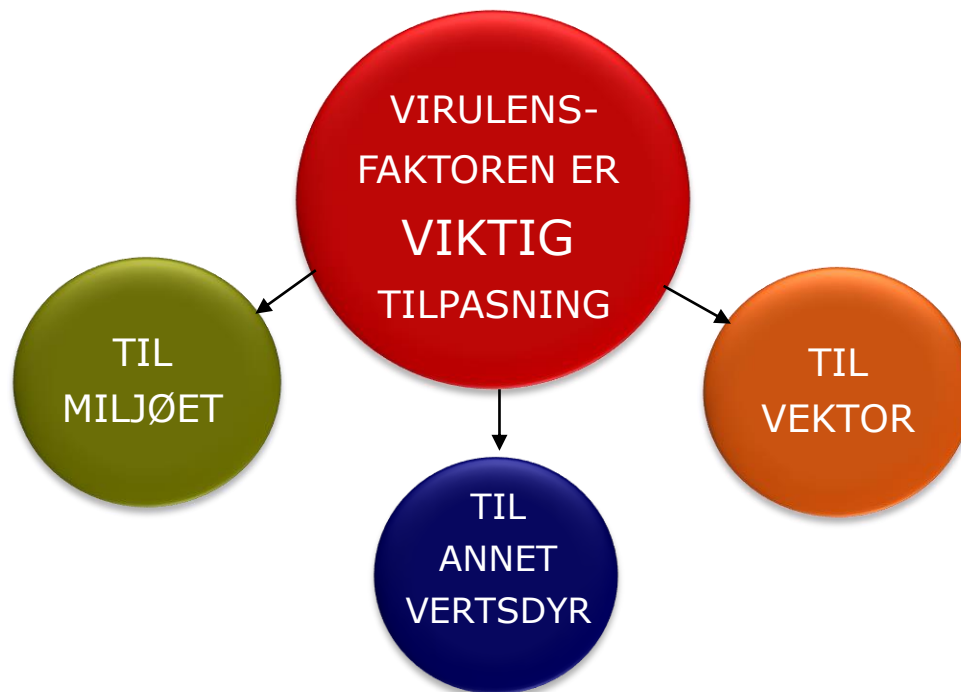 VIRULENS-
FAKTOREN ER
VIKTIG
TILPASNING
TIL
MILJØET
TIL
ANNET
VERTSDYR
TIL
VEKTOR